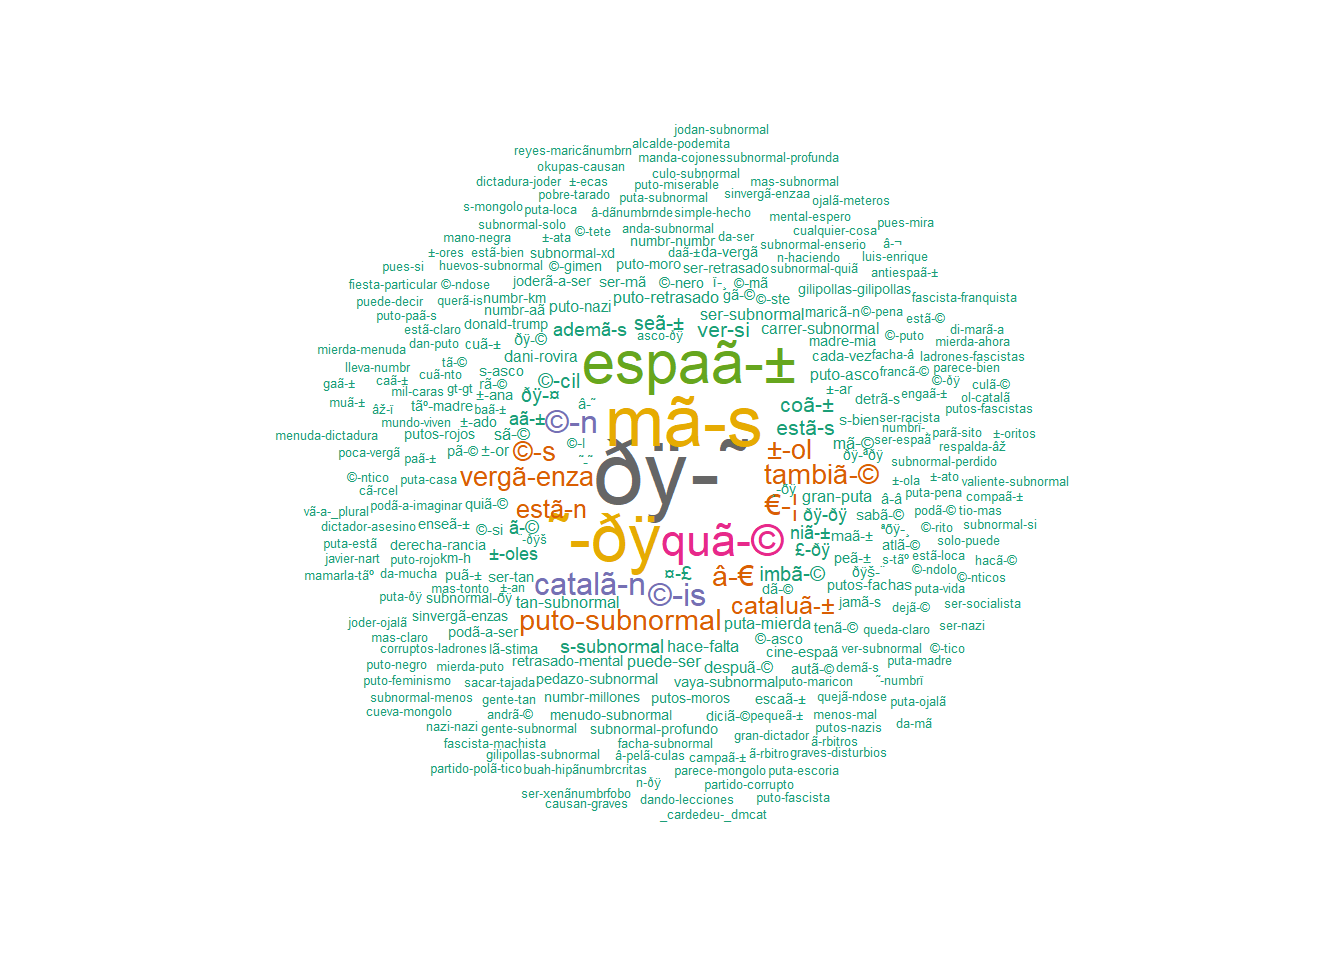 jodan-subnormal
alcalde-podemita
reyes-maricãnumbrn
manda-cojones subnormal-profunda
okupas-causan
culo-subnormal
dictadura-joder ±-ecas puto-miserable mas-subnormal
pobre-tarado puta-subnormal sinvergã-enzaa
ojalã-meteros
s-mongolo puta-loca â-dãnumbrnde simple-hecho mental-espero
subnormal-solo ©-tete anda-subnormal cualquier-cosa pues-mira
mano-negra ±-ata numbr-numbr da-ser subnormal-enserio â-¬
±-ores estã-bien subnormal-xd daã-± da-vergã n-haciendo luis-enrique
pues-si huevos-subnormal ©-gimen puto-moro ser-retrasado subnormal-quiã antiespaã-±
fiesta-particular ©-ndose joderã-a-ser ser-mã ©-nero ï-¸ ©-mã
puede-decir querã-is numbr-km puto-retrasado gã-© ©-ste gilipollas-gilipollas fascista-franquista
puto-paã-s numbr-aã puto-nazi ser-subnormal maricã-n ©-pena estã-©
estã-claro donald-trump ademã-s seã-± ver-si carrer-subnormal di-marã-a
dan-puto cuã-± ðÿ-© asco-ðÿ madre-mia ©-puto mierda-ahora
mierda-menuda dani-rovira espaã-± cada-vez facha-â ladrones-fascistas
lleva-numbr cuã-nto tã-© s-asco puto-asco francã-© parece-bien
gaã-± caã-± rã-© ©-cil ©-ðÿ culã-©
mil-caras gt-gt ±-ana ðÿ-¤ ±-ar detrã-s engaã-± ol-catalã
muã-± âž-ï tãº-madre baã-± â-˜ mã-s coã-± putos-fascistas
mundo-viven ±-ado aã-± ©-n estã-s s-bien ser-racista numbrï- parã-sito ±-oritos
menuda-dictadura putos-rojos sã-© ©-l mã-© ser-espaã respalda-âž
poca-vergã paã-± pã-© ±-or ©-s ˜-˜ ðÿ-˜ ±-ol ðÿ-ªðÿ subnormal-perdido
©-ntico puta-casa vergã-enza tambiã-© ±-ola ±-ato valiente-subnormal
cã-rcel podã-a-imaginar quiã-© -ðÿ gran-puta â-â puta-pena compaã-±
vã-a-_plural estã-n €-¦ ðÿ-ðÿ sabã-© podã-© tio-mas
dictador-asesino enseã-± ©-si ã-© ˜-ðÿ quã-© niã-± maã-± ªðÿ-¸ ©-rito subnormal-si
puta-estã derecha-rancia -ðÿš £-ðÿ atlã-© solo-puede
javier-nart puto-rojo km-h ±-oles peã-± s-tãº estã-loca hacã-©
mamarla-tãº da-mucha puã-± ser-tan ¤-£ â-€ imbã-© ðÿš-¨ ©-ndolo ©-nticos
mas-tonto ±-an catalã-n ©-is dã-© putos-fachas puta-vida
puta-ðÿ subnormal-ðÿ tan-subnormal cataluã-± jamã-s dejã-© ser-socialista
joder-ojalã sinvergã-enzas puto-subnormal puta-mierda tenã-© queda-claro ser-nazi
mas-claro podã-a-ser ©-asco
corruptos-ladrones lã-stima s-subnormal hace-falta cine-espaã ver-subnormal ©-tico
puto-negro mierda-puto retrasado-mental puede-ser despuã-© autã-© demã-s puta-madre
puto-feminismo sacar-tajada pedazo-subnormal vaya-subnormal puto-maricon ˜-numbrï
subnormal-menos gente-tan numbr-millones putos-moros escaã-± quejã-ndose puta-ojalã
cueva-mongolo andrã-© menudo-subnormal diciã-© pequeã-± menos-mal da-mã
nazi-nazi gente-subnormal subnormal-profundo gran-dictador putos-nazis
fascista-machista facha-subnormal ã-rbitros
gilipollas-subnormal â-pelã-culas campaã-± ã-rbitro graves-disturbios
partido-polã-tico buah-hipãnumbrcritas parece-mongolo puta-escoria
n-ðÿ partido-corrupto
ser-xenãnumbrfobo dando-lecciones puto-fascista
causan-graves
_cardedeu-_dmcat